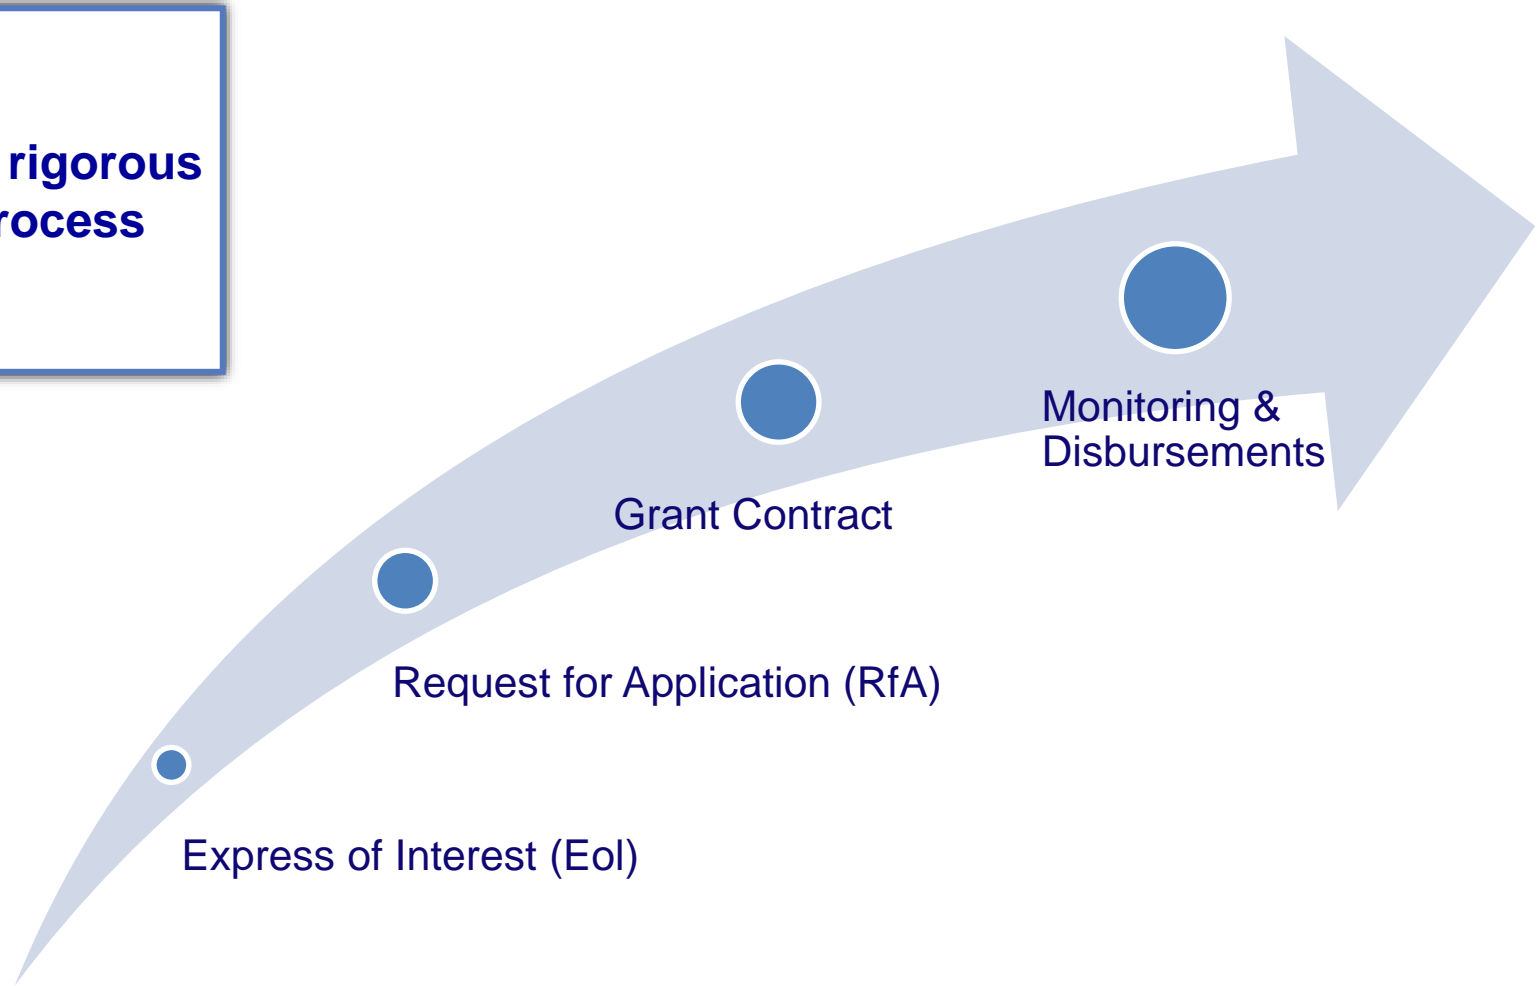 rigorous
rocess
Monitoring &
Disbursements
Grant Contract
Request for Application (RfA)
Express of Interest (EoI)